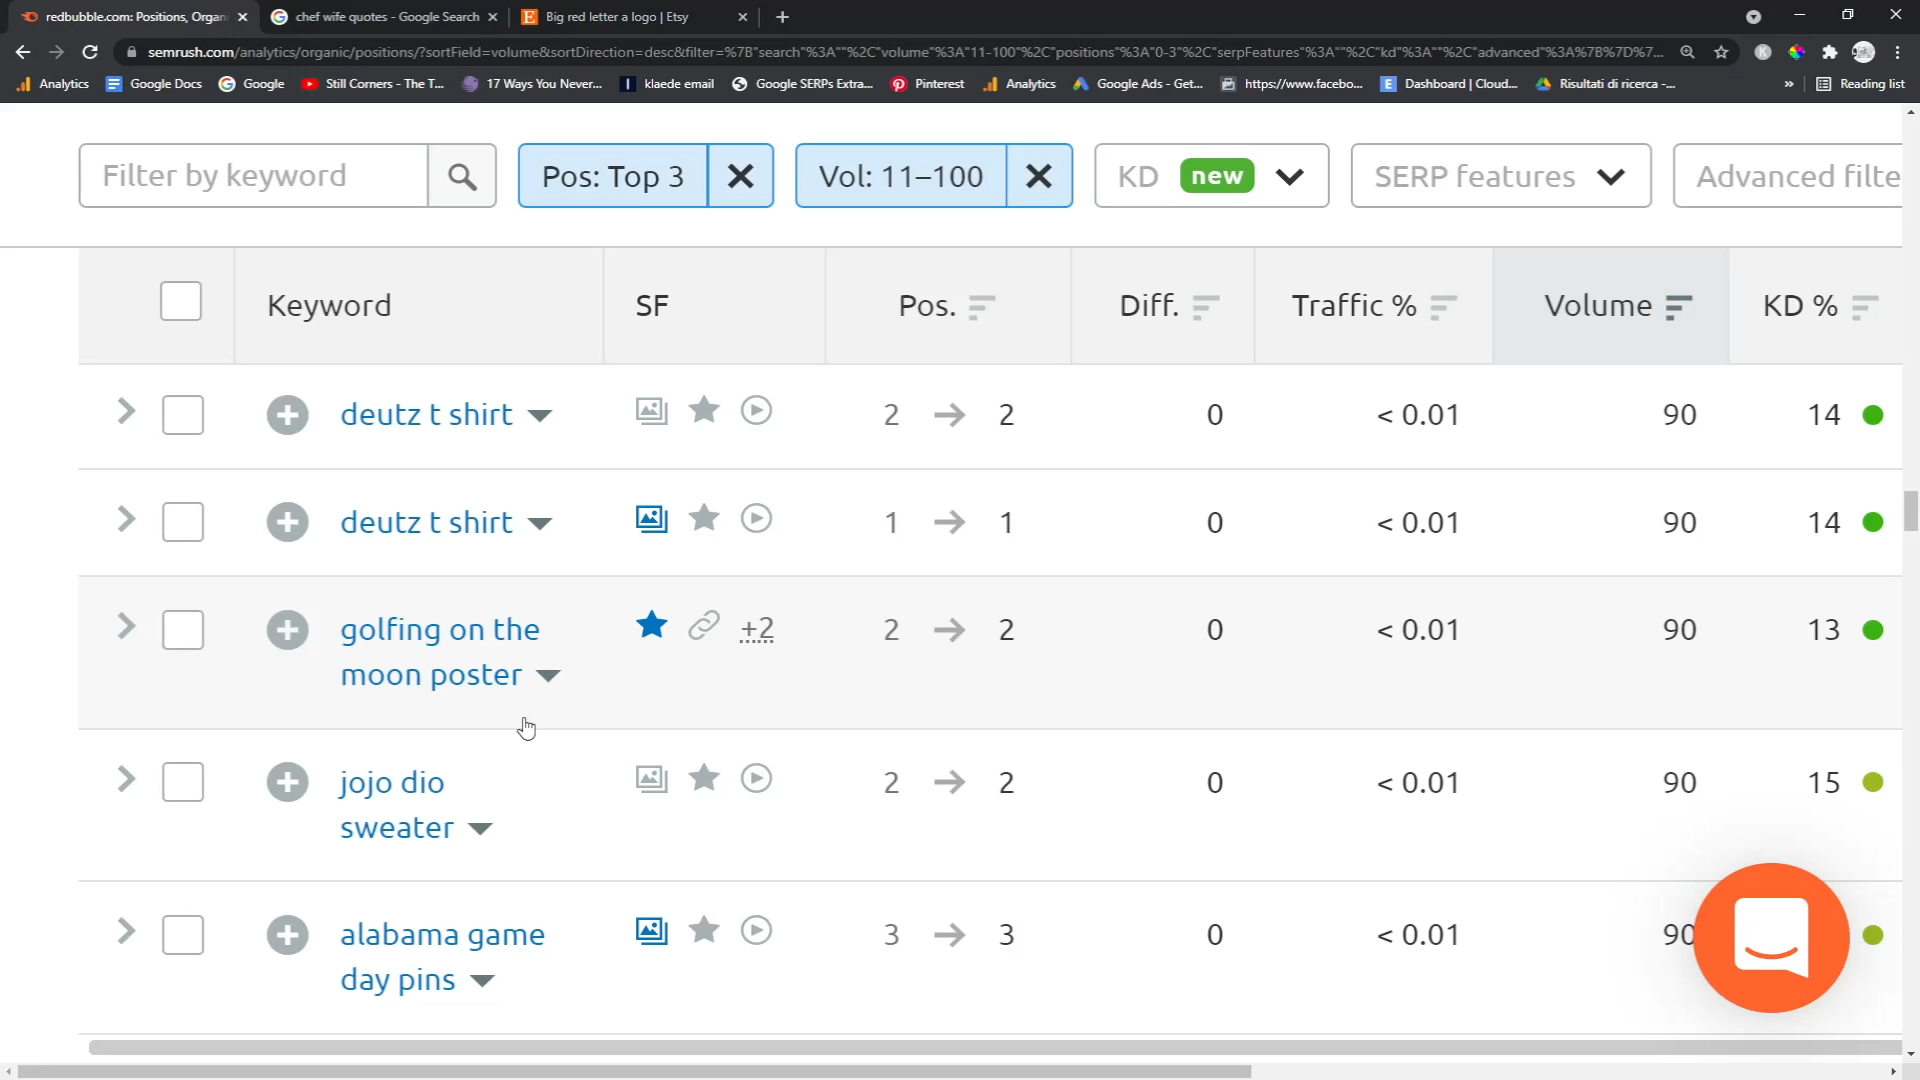 redbubble.com: Positions, Organ
chef wife quotes - Google Search
Big red letter a logo | Etsy
semrush.com/analytics/organic/positions/?sortField=volume&sortDirection=desc&filter=%7B"search"%3A""%2C"volume"%3A"11-100"%2C"positions"%3A"0-3"%2C"serpFeatures"%3A""%2C"kd"%3A""%2C"advanced"%3A%7B%7D%7...
Analytics
Google Docs
Google
Still Corners - The T...
17 Ways You Never...
klaede email
Google SERPs Extra...
Pinterest
Analytics
Google Ads - Get...
https://www.facebo...
Dashboard | Cloud...
Risultati di ricerca -...
»
Reading list
Filter by keyword
Pos: Top 3
Vol: 11–100
KD new
SERP features
Advanced filte
Keyword SF Pos. Diff. Traffic % Volume KD %
deutz t shirt 2 → 2 0 < 0.01 90 14
deutz t shirt 1 → 1 0 < 0.01 90 14
golfing on the
moon poster
+2 2 → 2 0 < 0.01 90 13
jojo dio
sweater
2 → 2 0 < 0.01 90 15
alabama game
day pins
3 → 3 0 < 0.01 90